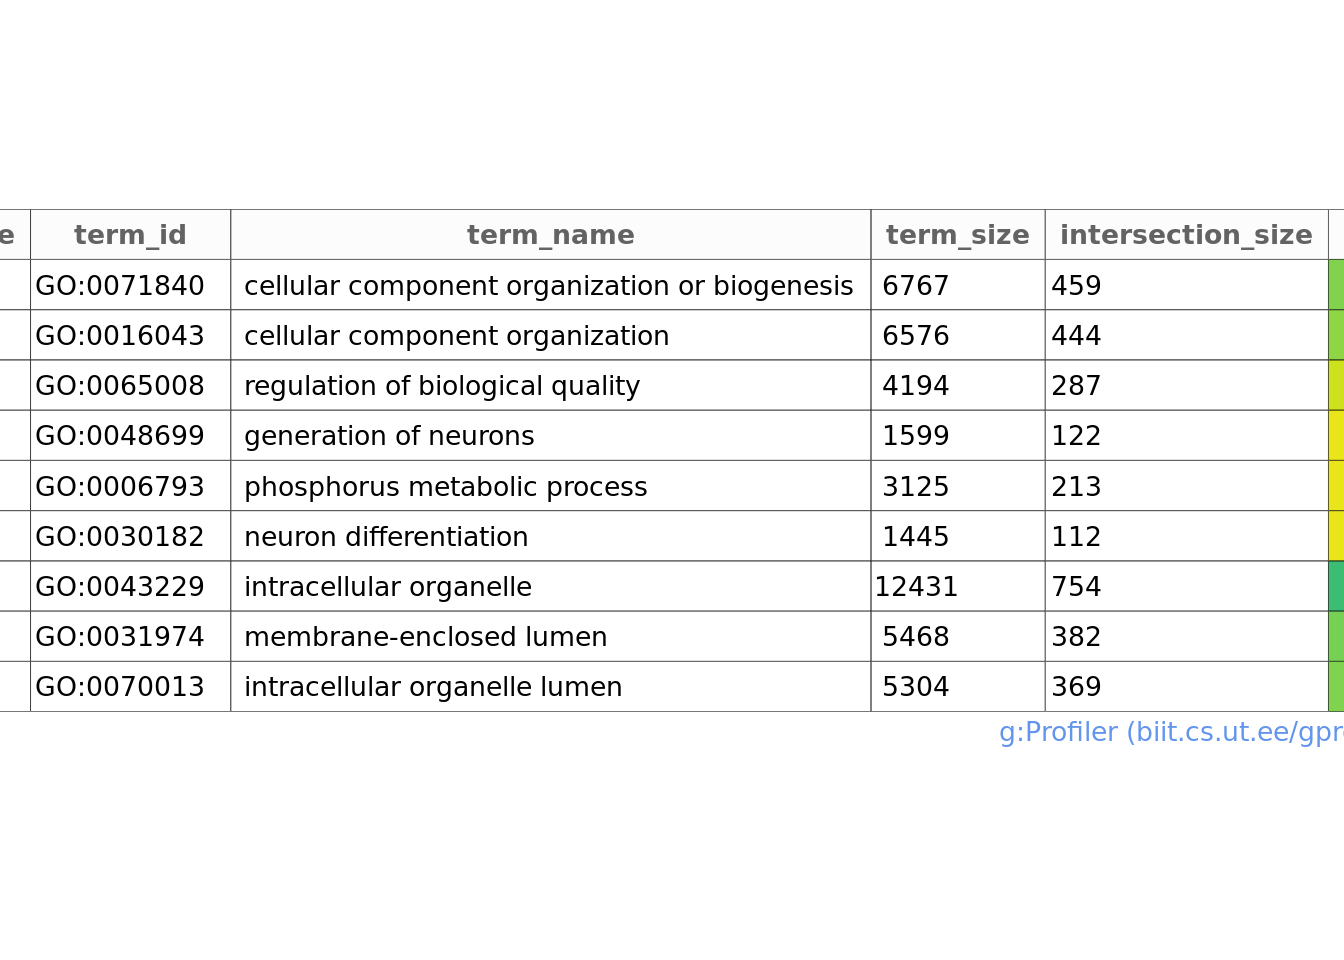 e term_id term_name term_size intersection_size
GO:0071840 cellular component organization or biogenesis 6767 459
GO:0016043 cellular component organization 6576 444
GO:0065008 regulation of biological quality 4194 287
GO:0048699 generation of neurons 1599 122
GO:0006793 phosphorus metabolic process 3125 213
GO:0030182 neuron differentiation 1445 112
GO:0043229 intracellular organelle 12431 754
GO:0031974 membrane-enclosed lumen 5468 382
GO:0070013 intracellular organelle lumen 5304 369
g:Profiler (biit.cs.ut.ee/gpr